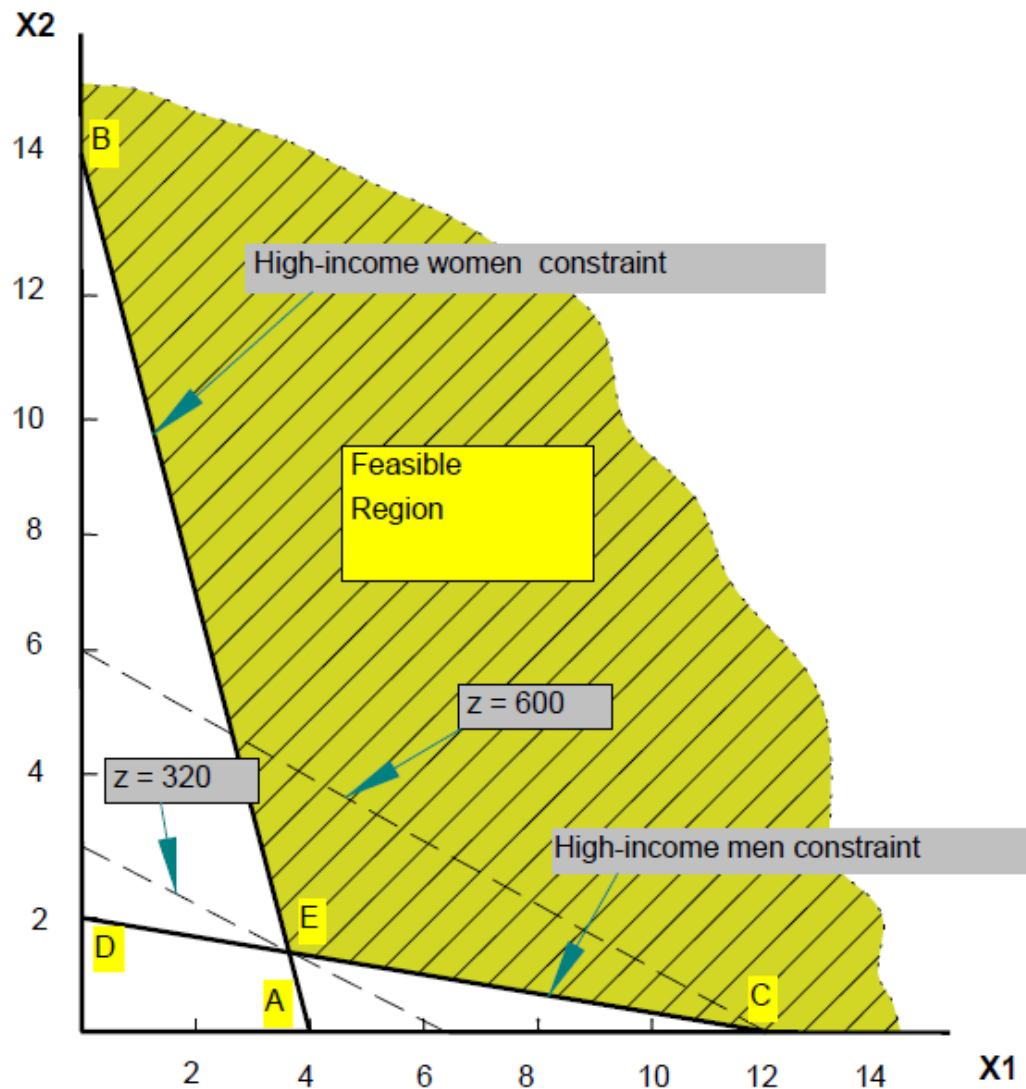 X2
B
14
High-income women constraint
12
10
Feasible
Region
8
6
z = 600
4
z = 320
High-income men constraint
2
E
D
A
C
2
4
6
8
10
12
14
X1